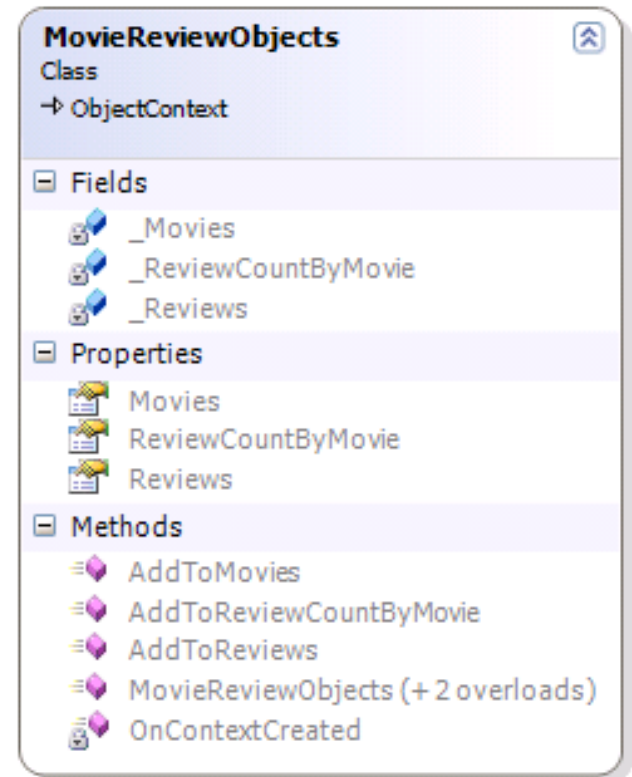 MovieReviewObjects
Class
ObjectContext
Fields
_Movies
_ReviewCountByMovie
_Reviews
Properties
Movies
ReviewCountByMovie
Reviews
Methods
AddToMovies
AddToReviewCountByMovie
AddToReviews
MovieReviewObjects (+ 2 overloads)
OnContextCreated